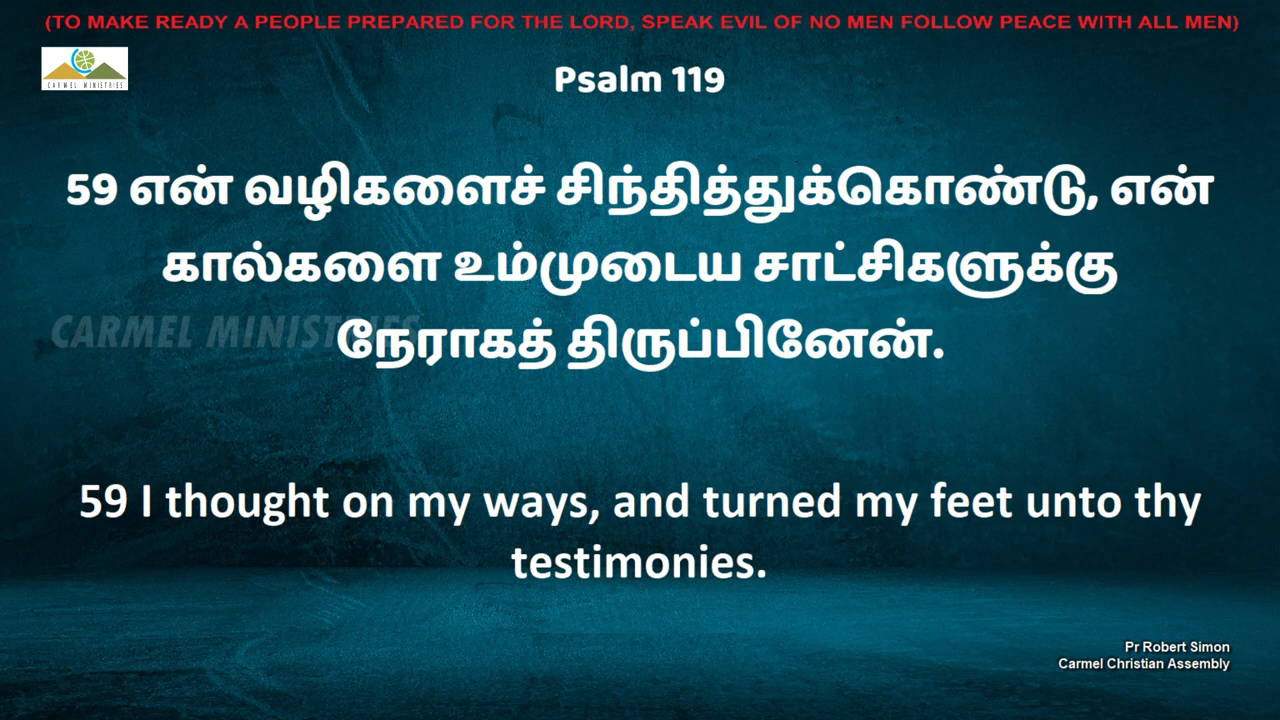 (TO MAKE READY A PEOPLE PREPARED FOR THE LORD, SPEAK EVIL OF NO MEN FOLLOW PEACE WITH ALL MEN)
CARMEL MINISTRIES
Psalm 119
59 என் வழிகளைச் சிந்தித்துக்கொண்டு, என்
கால்களை உம்முடைய சாட்சிகளுக்கு
CARMEL MINISTRIES
நேராகத் திருப்பினேன்.
59 I thought on my ways, and turned my feet unto thy
testimonies.
Pr Robert Simon
Carmel Christian Assembly